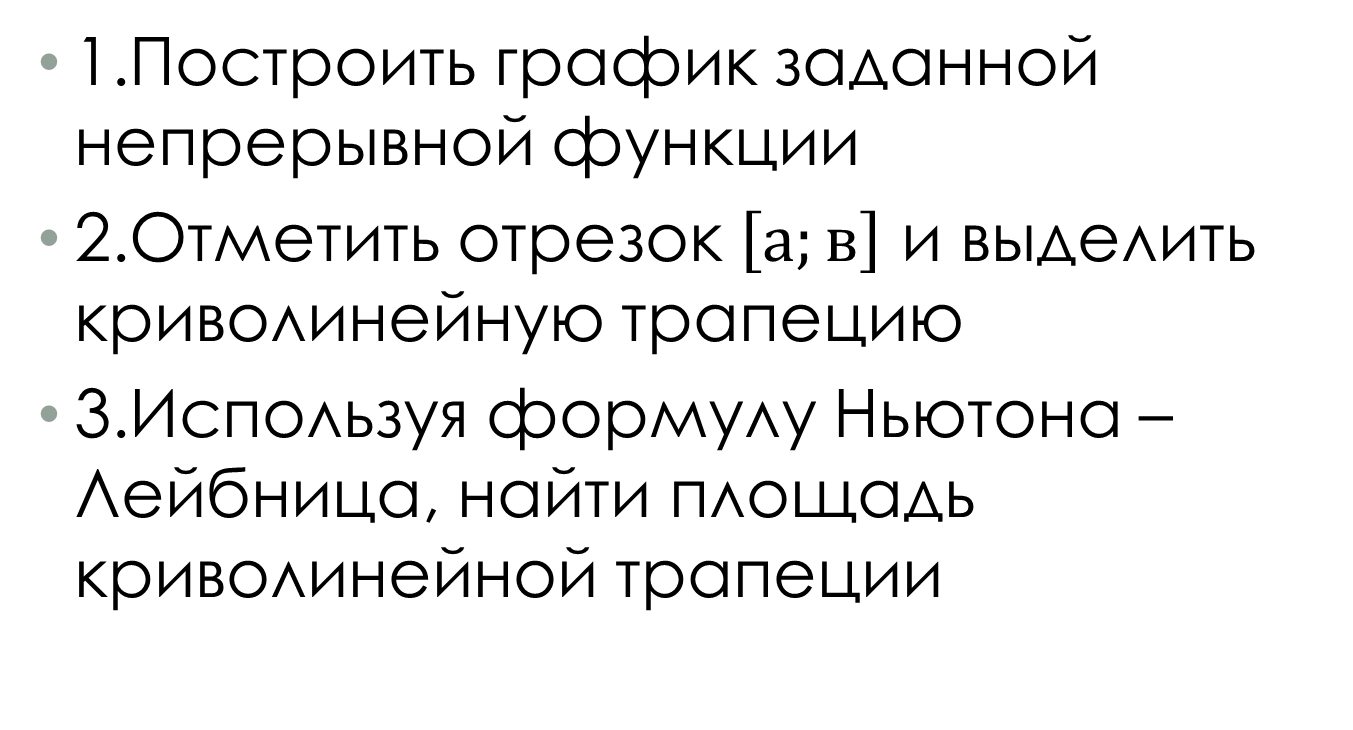 • 1.Построить график заданной
непрерывной функции
• 2.Отметить отрезок [а; в] и выделить
криволинейную трапецию
• 3.Используя формулу Ньютона –
Лейбница, найти площадь
криволинейной трапеции